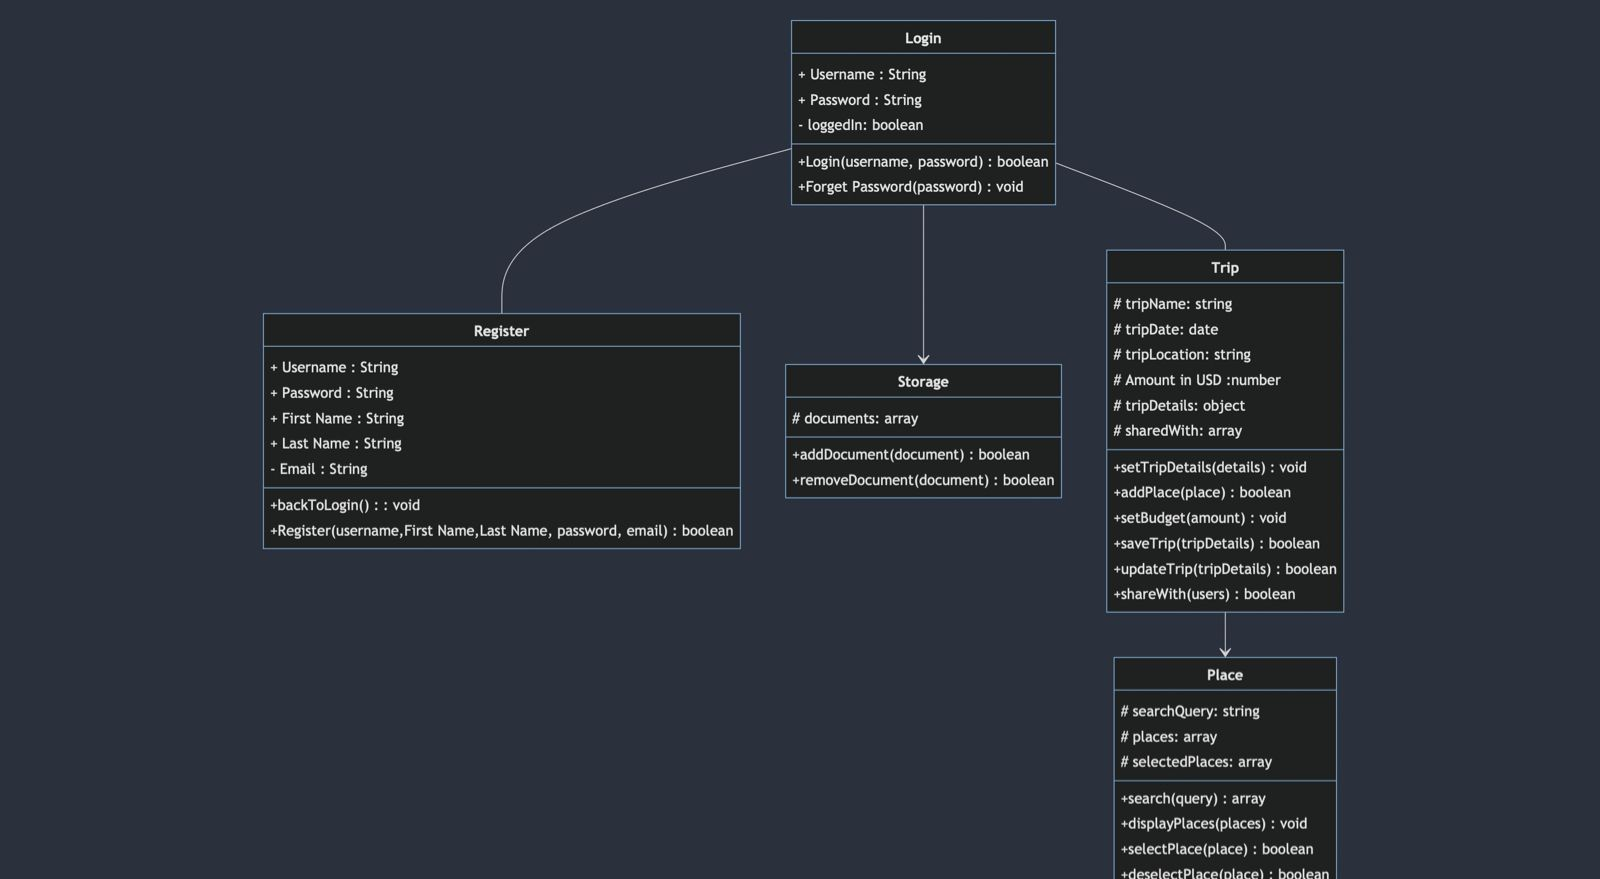 Login
+ Username : String
+ Password : String
- loggedIn: boolean
+Login(username, password) : boolean
+Forget Password(password) : void
Register
+ Username : String
+ Password : String
+ First Name : String
+ Last Name : String
- Email : String
+backToLogin() : : void
+Register(username,First Name,Last Name, password, email) : boolean
Storage
# documents: array
+addDocument(document) : boolean
+removeDocument(document) : boolean
Trip
# tripName: string
# tripDate: date
# tripLocation: string
# Amount in USD :number
# tripDetails: object
# sharedWith: array
+setTripDetails(details) : void
+addPlace(place) : boolean
+setBudget(amount) : void
+saveTrip(tripDetails) : boolean
+updateTrip(tripDetails) : boolean
+shareWith(users) : boolean
Place
# searchQuery: string
# places: array
# selectedPlaces: array
+search(query) : array
+displayPlaces(places) : void
+selectPlace(place) : boolean
+deselectPlace(place) : boolean